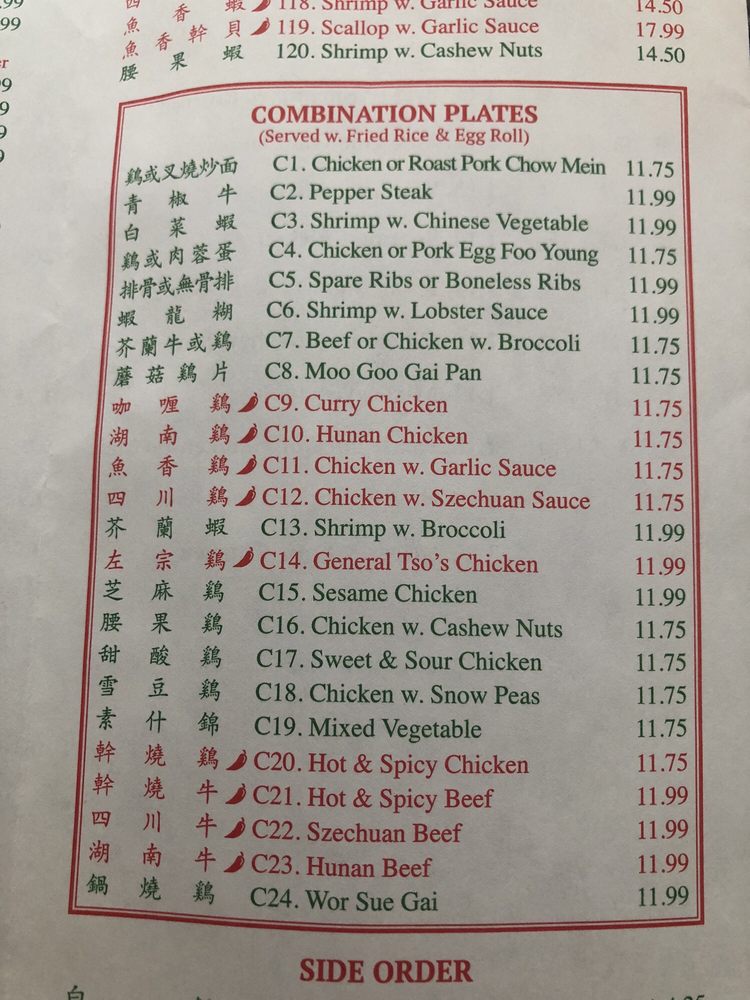 .99
.99
118. Shrimp w. Garlic Sauce 14.50
魚香幹貝 119. Scallop w. Garlic Sauce 17.99
腰果蝦 120. Shrimp w. Cashew Nuts 14.50
COMBINATION PLATES
(Served w. Fried Rice & Egg Roll)
鷄或叉燒炒面 C1. Chicken or Roast Pork Chow Mein 11.75
青椒牛 C2. Pepper Steak 11.99
白菜蝦 C3. Shrimp w. Chinese Vegetable 11.99
鷄或肉蓉蛋 C4. Chicken or Pork Egg Foo Young 11.75
排骨或無骨排 C5. Spare Ribs or Boneless Ribs 11.99
蝦龍糊 C6. Shrimp w. Lobster Sauce 11.99
芥蘭牛或鷄 C7. Beef or Chicken w. Broccoli 11.75
蘑菇鷄片 C8. Moo Goo Gai Pan 11.75
咖喱鷄 C9. Curry Chicken 11.75
湖南鷄 C10. Hunan Chicken 11.75
魚香鷄 C11. Chicken w. Garlic Sauce 11.75
四川鷄 C12. Chicken w. Szechuan Sauce 11.75
芥蘭蝦 C13. Shrimp w. Broccoli 11.99
左宗鷄 C14. General Tso's Chicken 11.99
芝麻鷄 C15. Sesame Chicken 11.99
腰果鷄 C16. Chicken w. Cashew Nuts 11.75
甜酸鷄 C17. Sweet & Sour Chicken 11.75
雪豆鷄 C18. Chicken w. Snow Peas 11.75
素什錦 C19. Mixed Vegetable 11.75
幹燒鷄 C20. Hot & Spicy Chicken 11.75
幹燒牛 C21. Hot & Spicy Beef 11.99
四川牛 C22. Szechuan Beef 11.99
湖南牛 C23. Hunan Beef 11.99
鍋燒鷄 C24. Wor Sue Gai 11.99
SIDE ORDER